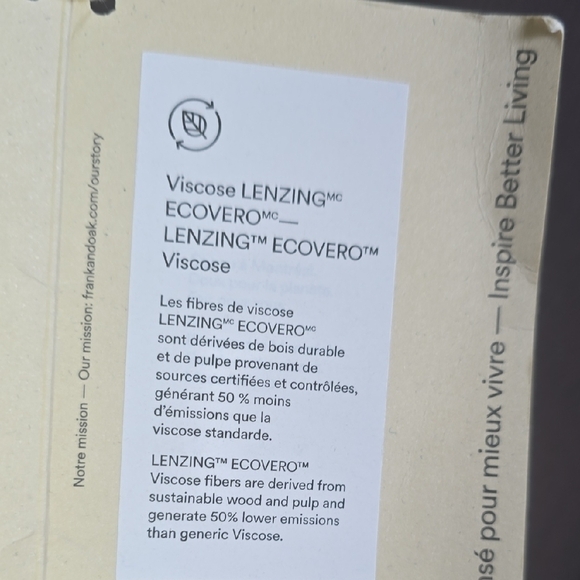 Notre mission — Our mission: frankandoak.com/ourstory
Viscose LENZINGᴹᶜ
ECOVEROᴹᶜ—
LENZING™ ECOVERO™
Viscose
Les fibres de viscose
LENZINGᴹᶜ ECOVEROᴹᶜ
sont dérivées de bois durable
et de pulpe provenant de
sources certifiées et contrôlées,
générant 50 % moins
d'émissions que la
viscose standarde.
LENZING™ ECOVERO™
Viscose fibers are derived from
sustainable wood and pulp and
generate 50% lower emissions
than generic Viscose.
pour mieux vivre — Inspire Better Living